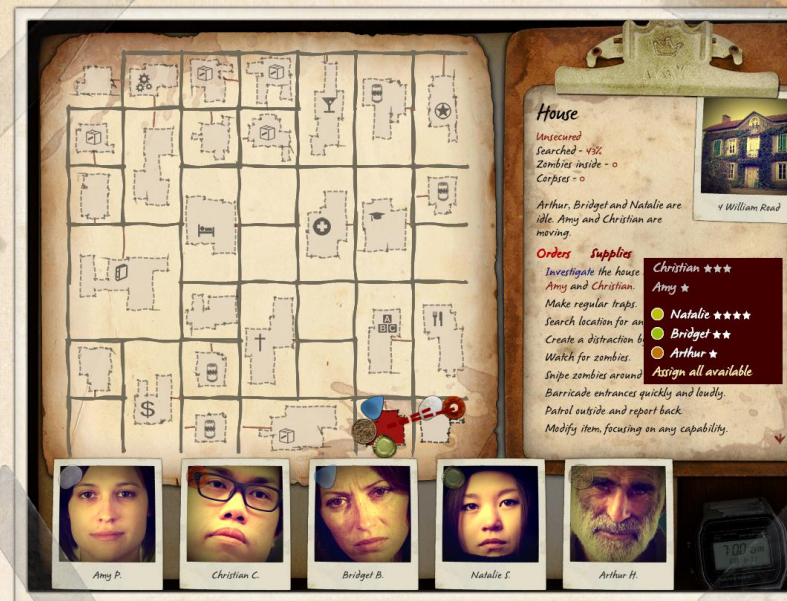 House
Unsecured
Searched - 43%
Zombies inside - 0
Corpses - 0
4 William Road
Arthur, Bridget and Natalie are
idle. Amy and Christian are
moving.
Orders Supplies
Investigate the house
Amy and Christian.
Make regular traps.
Search location for an
Create a distraction b
Watch for zombies.
Snipe zombies around
Barricade entrances quickly and loudly.
Patrol outside and report back
Modify item, focusing on any capability.
Christian ★★★
Amy ★
Natalie ★★★★
Bridget ★★
Arthur ★
Assign all available
A
B C
$
Amy P.
Christian C.
Bridget B.
Natalie S.
Arthur H.
7:00 am